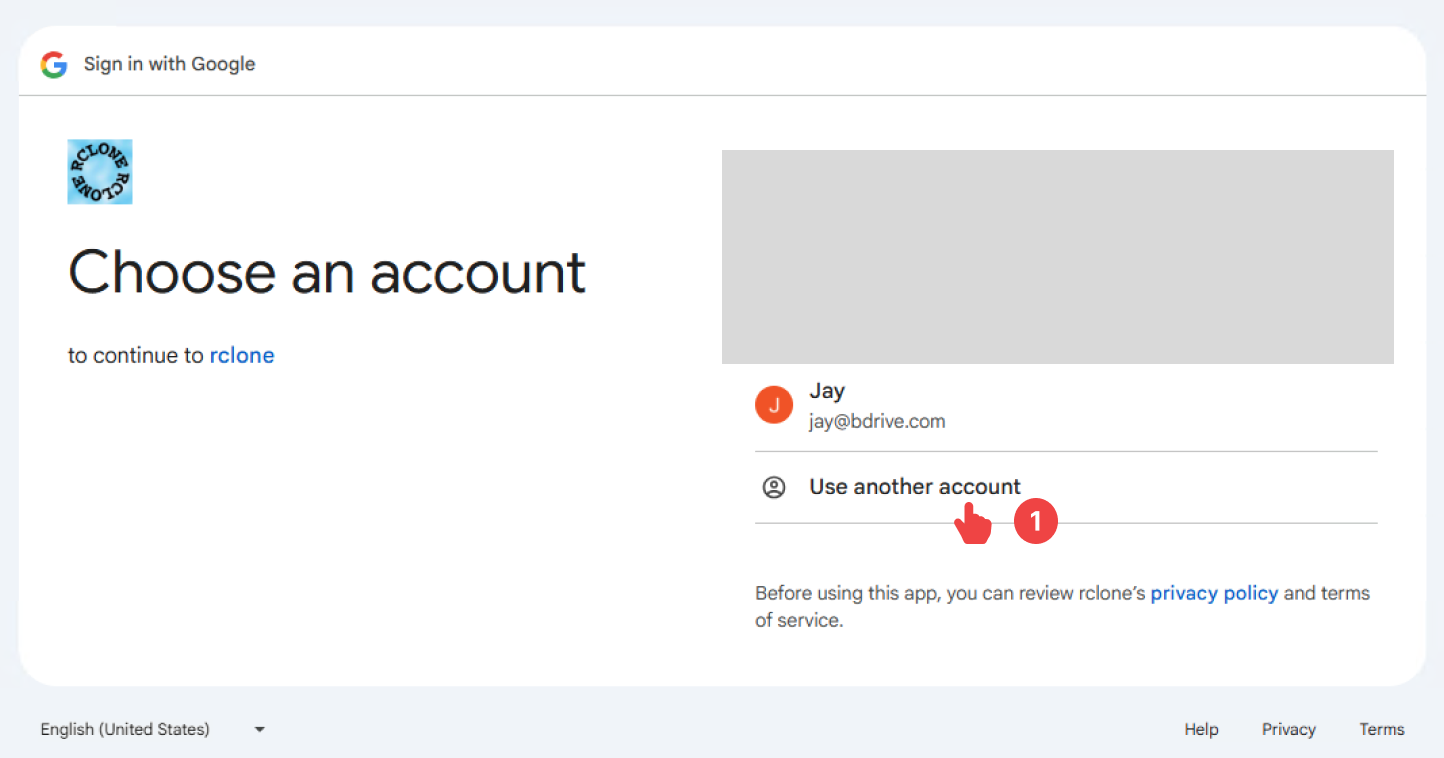 Sign in with Google
RCLONE RCLONE
Choose an account
to continue to rclone
J
Jay
jay@bdrive.com
Use another account
1
Before using this app, you can review rclone’s privacy policy and terms
of service.
English (United States)
Help Privacy Terms